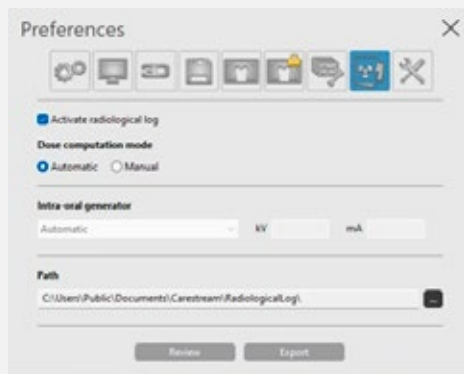 Preferences
Activate radiological log
Dose computation mode
Automatic Manual
Intra-oral generator
Automatic kV mA
Path
C:\Users\Public\Documents\Carestream\RadiologicalLog\
...
Review Export